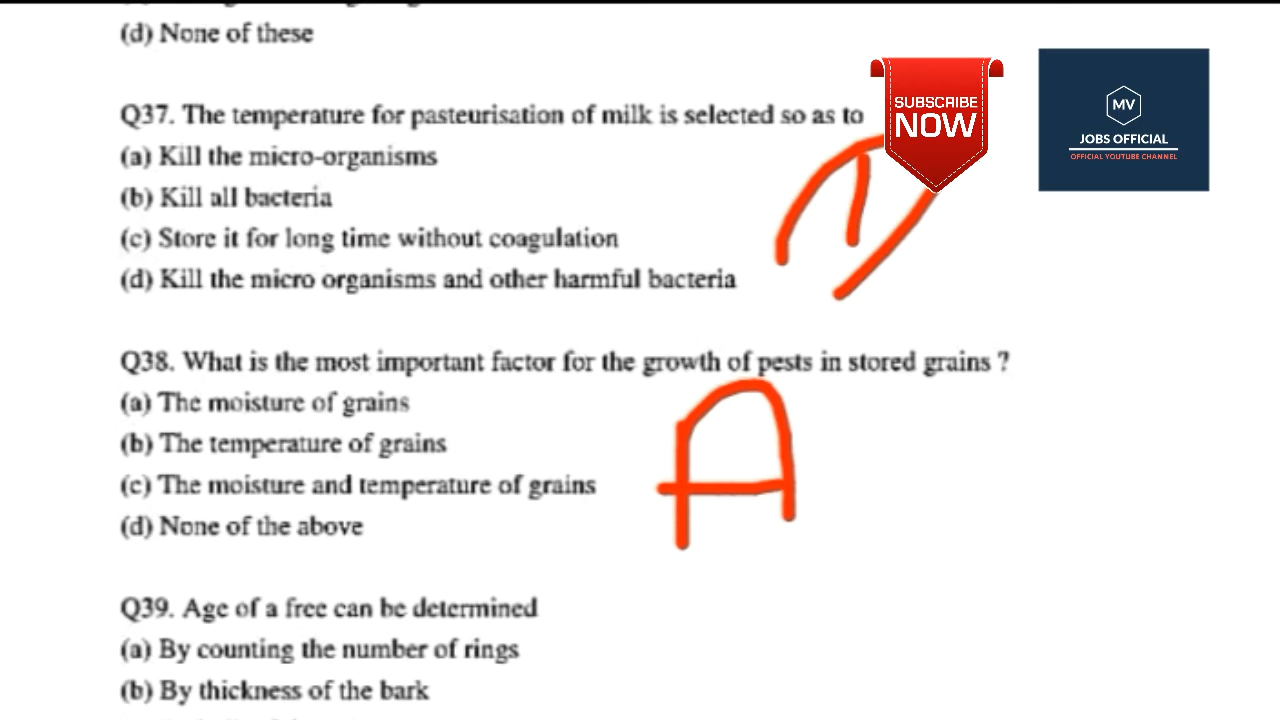 (d) None of these
Q37. The temperature for pasteurisation of milk is selected so as to
(a) Kill the micro-organisms
(b) Kill all bacteria
(c) Store it for long time without coagulation
(d) Kill the micro organisms and other harmful bacteria
SUBSCRIBE
NOW
MV
JOBS OFFICIAL
OFFICIAL YOUTUBE CHANNEL
Q38. What is the most important factor for the growth of pests in stored grains ?
(a) The moisture of grains
(b) The temperature of grains
(c) The moisture and temperature of grains
(d) None of the above
A
Q39. Age of a free can be determined
(a) By counting the number of rings
(b) By thickness of the bark